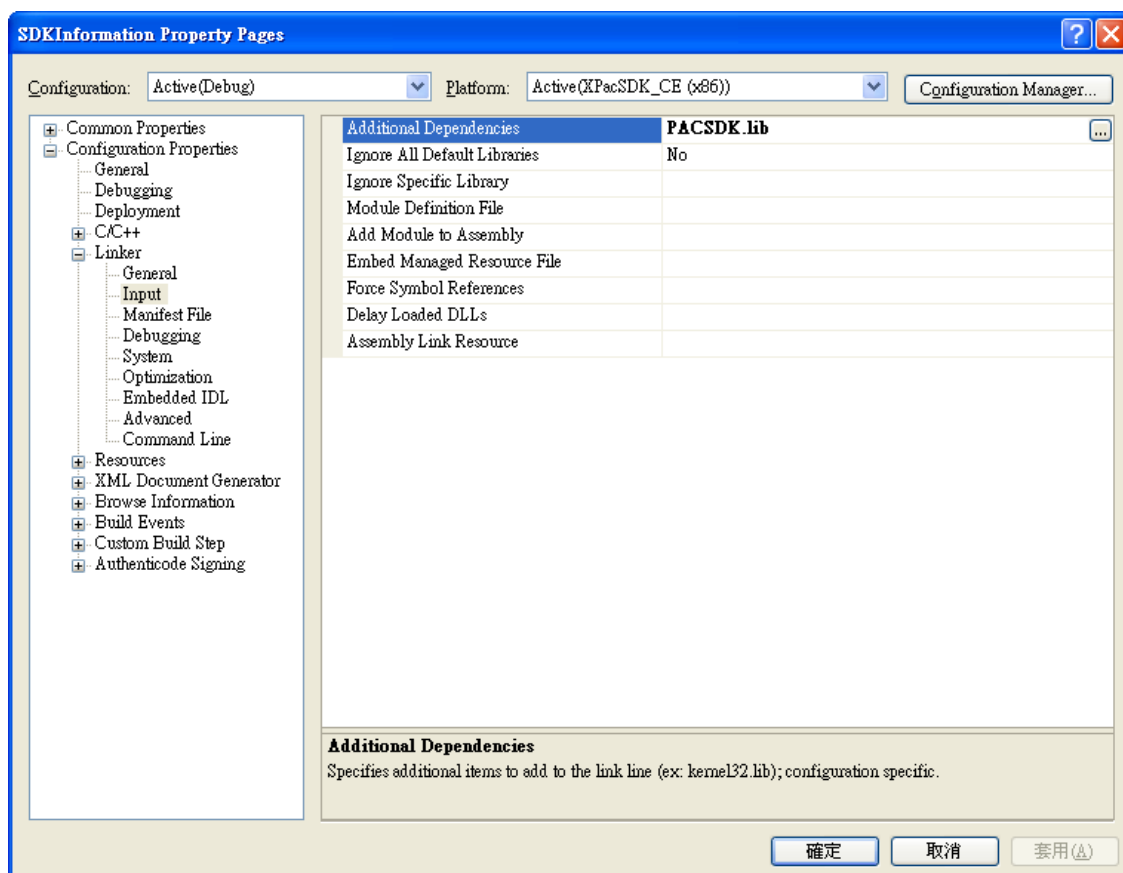 SDKInformation Property Pages
Configuration: Active(Debug) Platform: Active(XPacSDK_CE (x86)) Configuration Manager...
Common Properties
Configuration Properties
General
Debugging
Deployment
C/C++
Linker
General
Input
Manifest File
Debugging
System
Optimization
Embedded IDL
Advanced
Command Line
Resources
XML Document Generator
Browse Information
Build Events
Custom Build Step
Authenticode Signing
Additional Dependencies PACSDK.lib ...
Ignore All Default Libraries No
Ignore Specific Library
Module Definition File
Add Module to Assembly
Embed Managed Resource File
Force Symbol References
Delay Loaded DLLs
Assembly Link Resource
Additional Dependencies
Specifies additional items to add to the link line (ex: kernel32.lib); configuration specific.
確定 取消 套用(A)